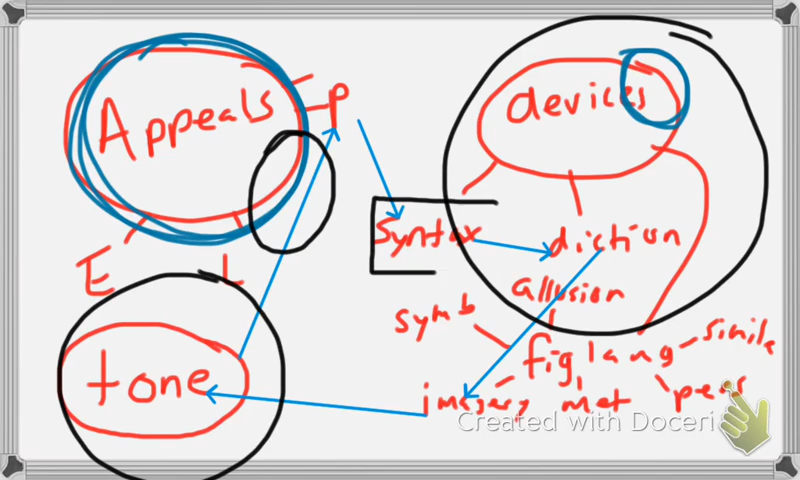 Appeals
P
E
L
devices
syntax
diction
allusion
symb
fig lang
simile
imagery
met
pers
tone
Created with Doceri